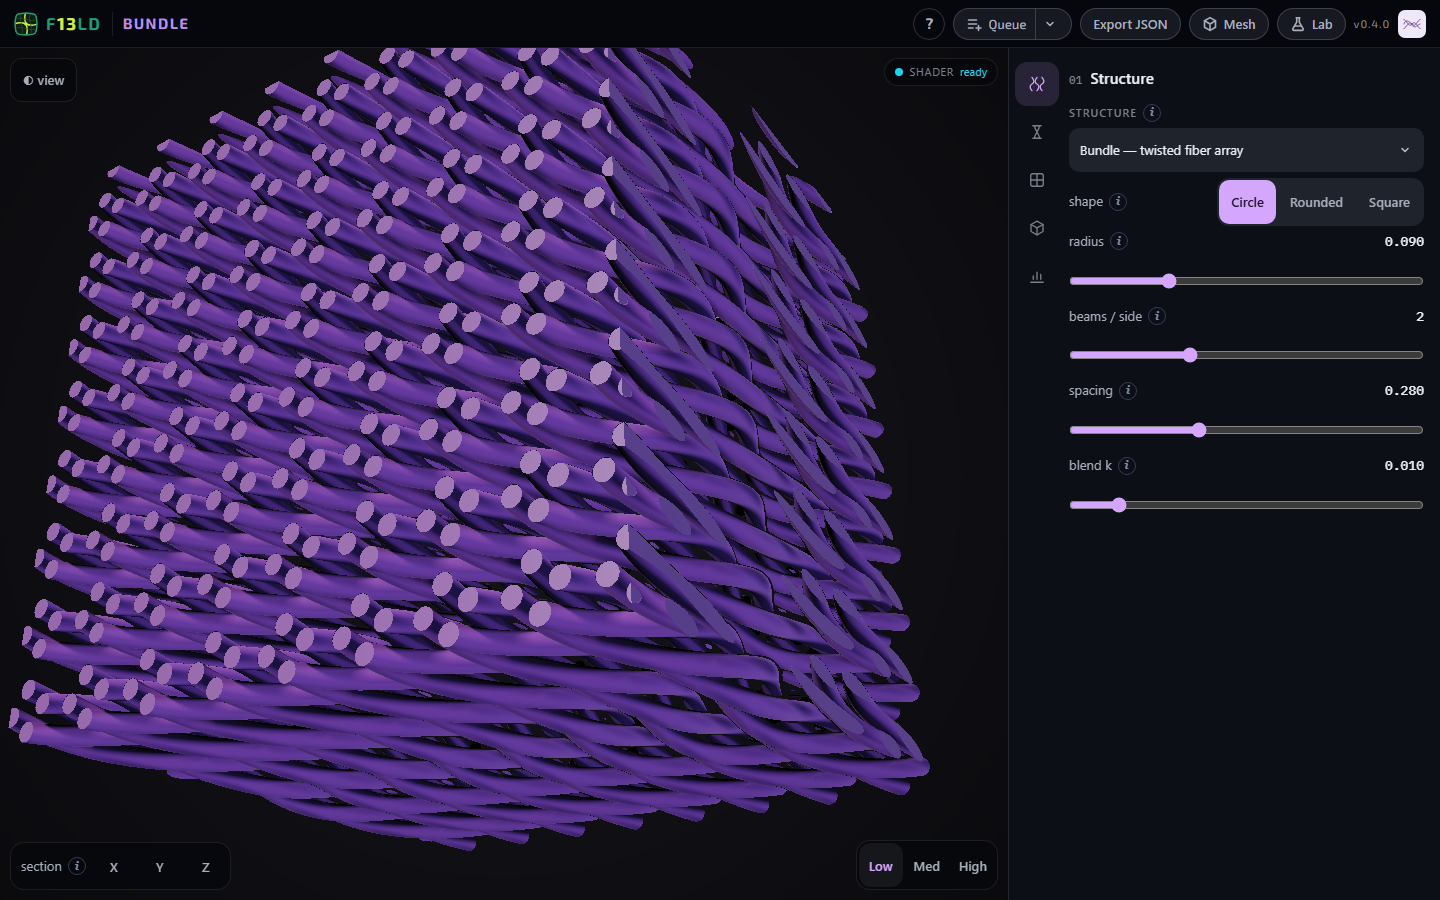 F13LD BUNDLE
? Queue Export JSON Mesh Lab v0.4.0
view
SHADER ready
01 Structure
STRUCTURE i
Bundle — twisted fiber array
shape i Circle Rounded Square
radius i 0.090
beams / side i 2
spacing i 0.280
blend k i 0.010
section i X Y Z
Low Med High